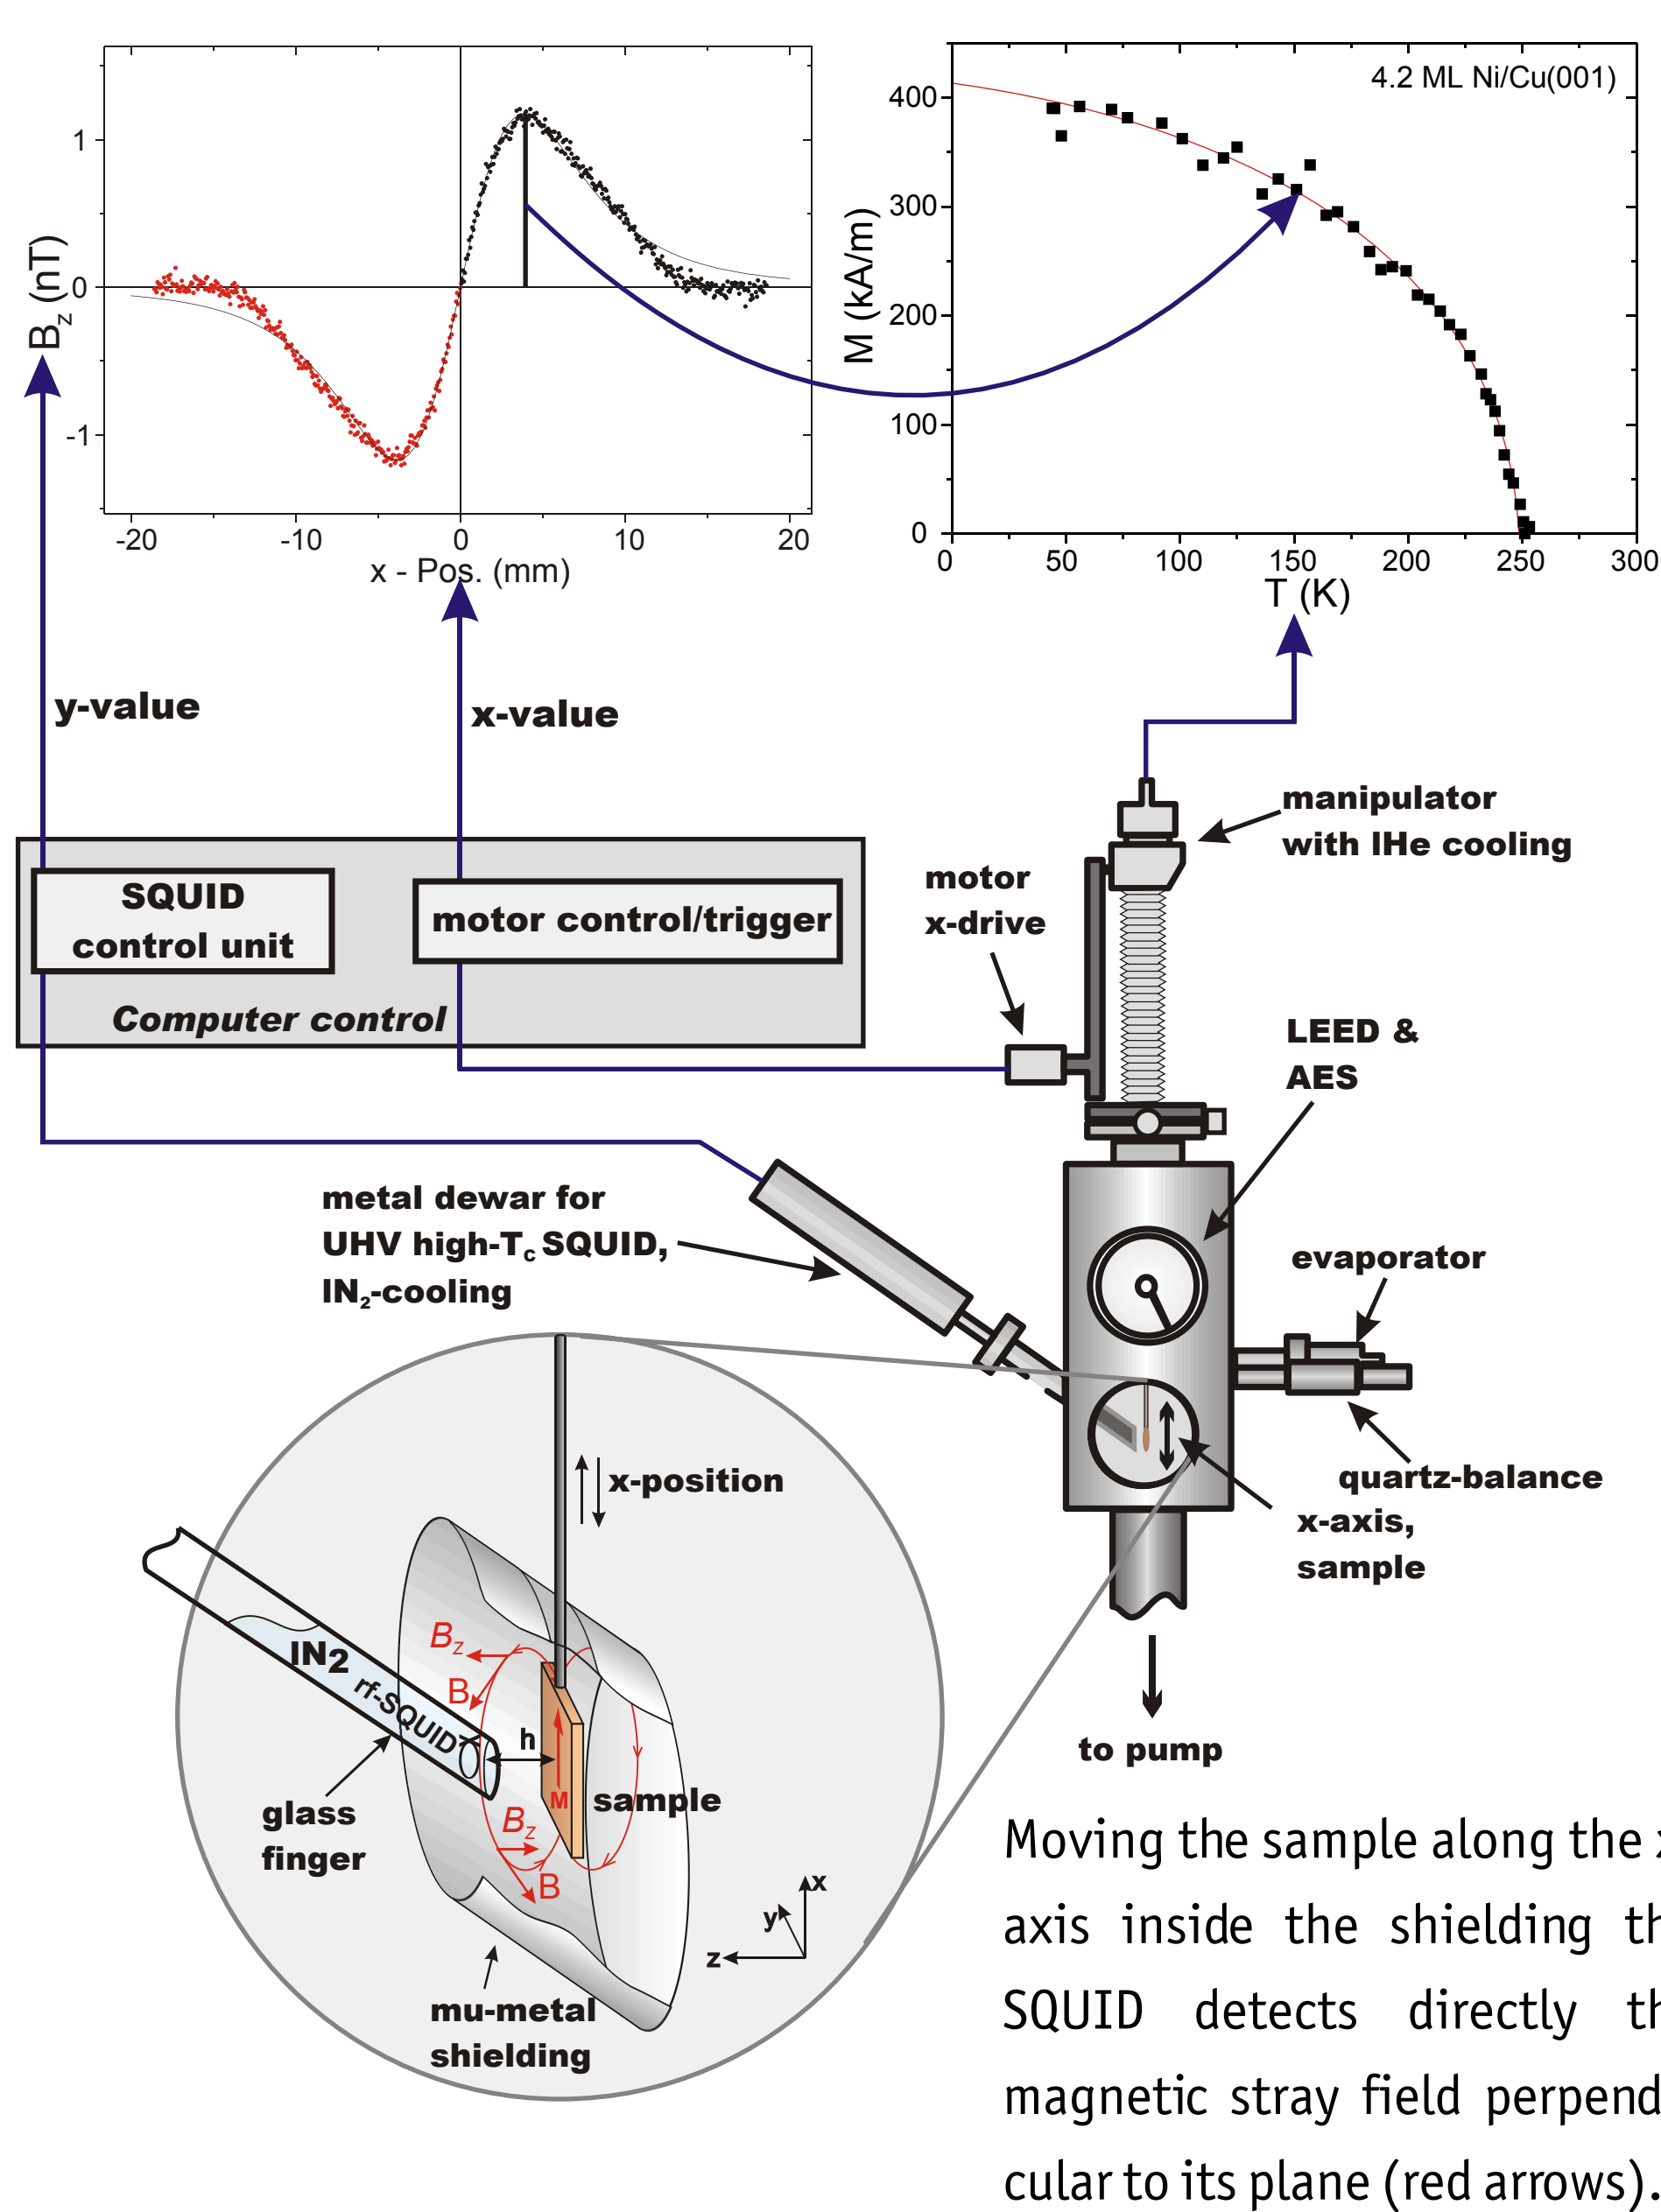 1
0
-1
B_z (nT)
-20
-10
0
10
20
x - Pos. (mm)
4.2 ML Ni/Cu(001)
400
300
200
100
0
M (kA/m)
0
50
100
150
200
250
300
T (K)
y-value
x-value
SQUID
control unit
motor control/trigger
Computer control
manipulator
with lHe cooling
motor
x-drive
LEED &
AES
metal dewar for
UHV high-T_c SQUID,
lN₂-cooling
evaporator
quartz-balance
x-axis,
sample
to pump
x-position
lN2
rf-SQUID
B_z
B
h
M
sample
B_z
B
glass
finger
mu-metal
shielding
x
y
z
Moving the sample along the x
axis inside the shielding th
SQUID detects directly th
magnetic stray field perpend
cular to its plane (red arrows).